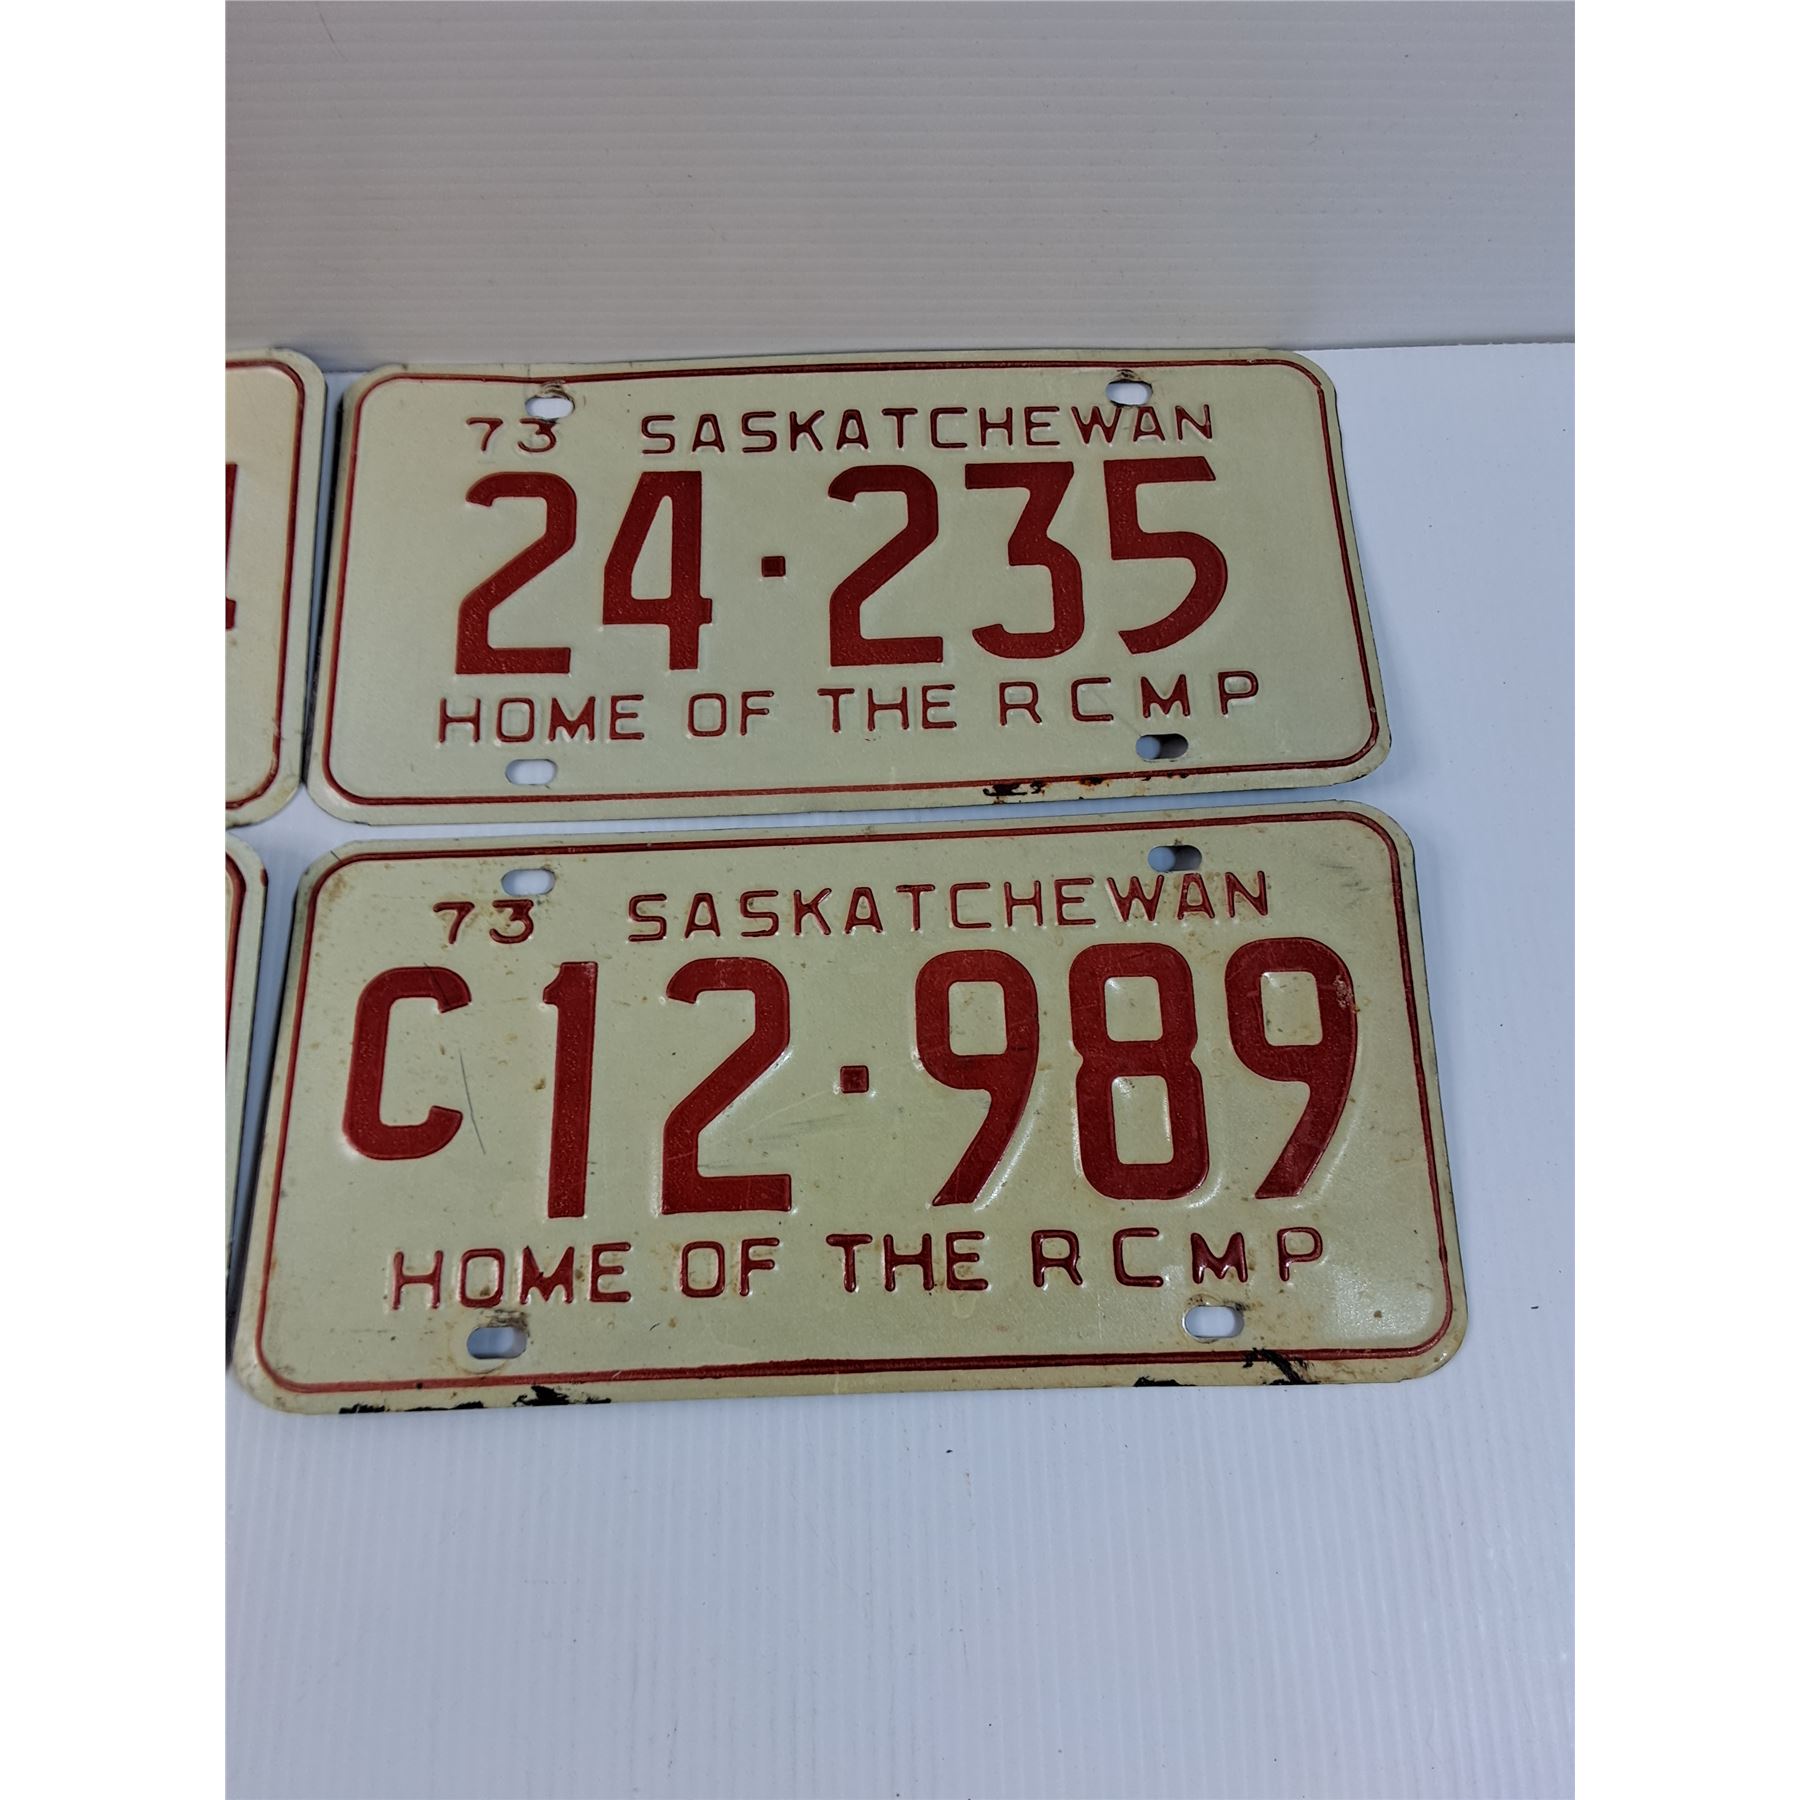 73 SASKATCHEWAN
24·235
HOME OF THE RCMP
73 SASKATCHEWAN
C12·989
HOME OF THE RCMP